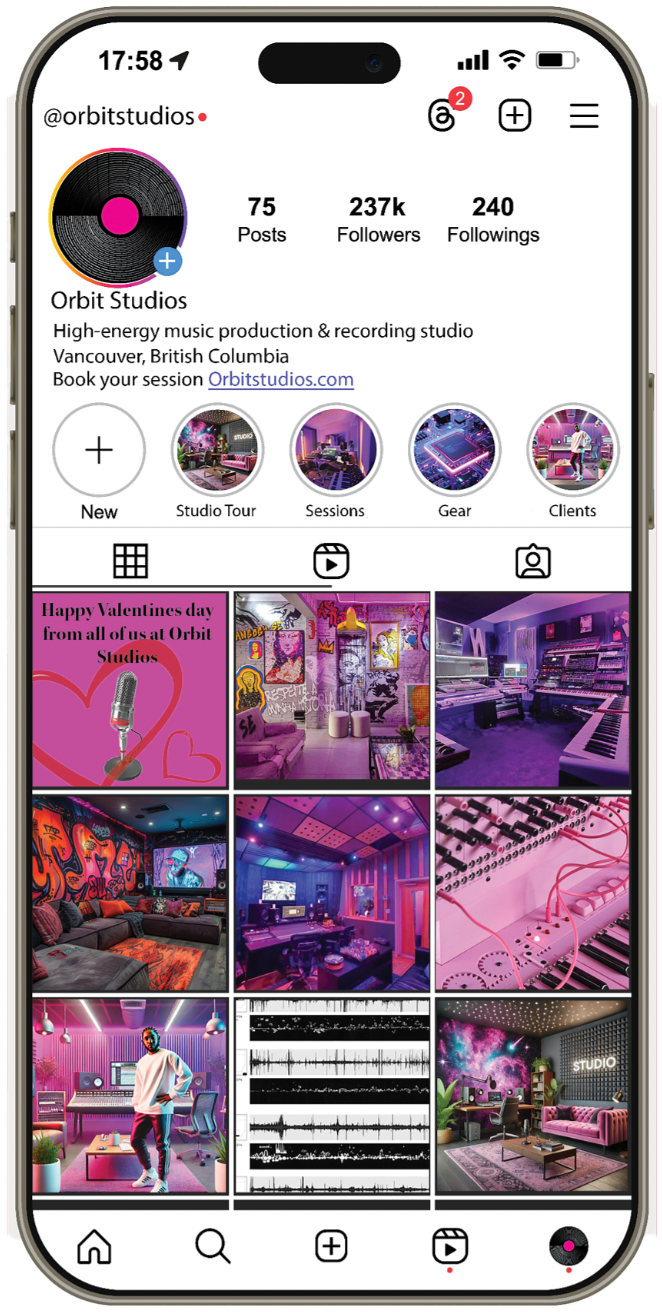 17:58
@orbitstudios
2
75
237k
240
Posts
Followers
Followings
Orbit Studios
High-energy music production & recording studio
Vancouver, British Columbia
Book your session Orbitstudios.com
New
Studio Tour
Sessions
Gear
Clients
Happy Valentines day
from all of us at Orbit
Studios
STUDIO